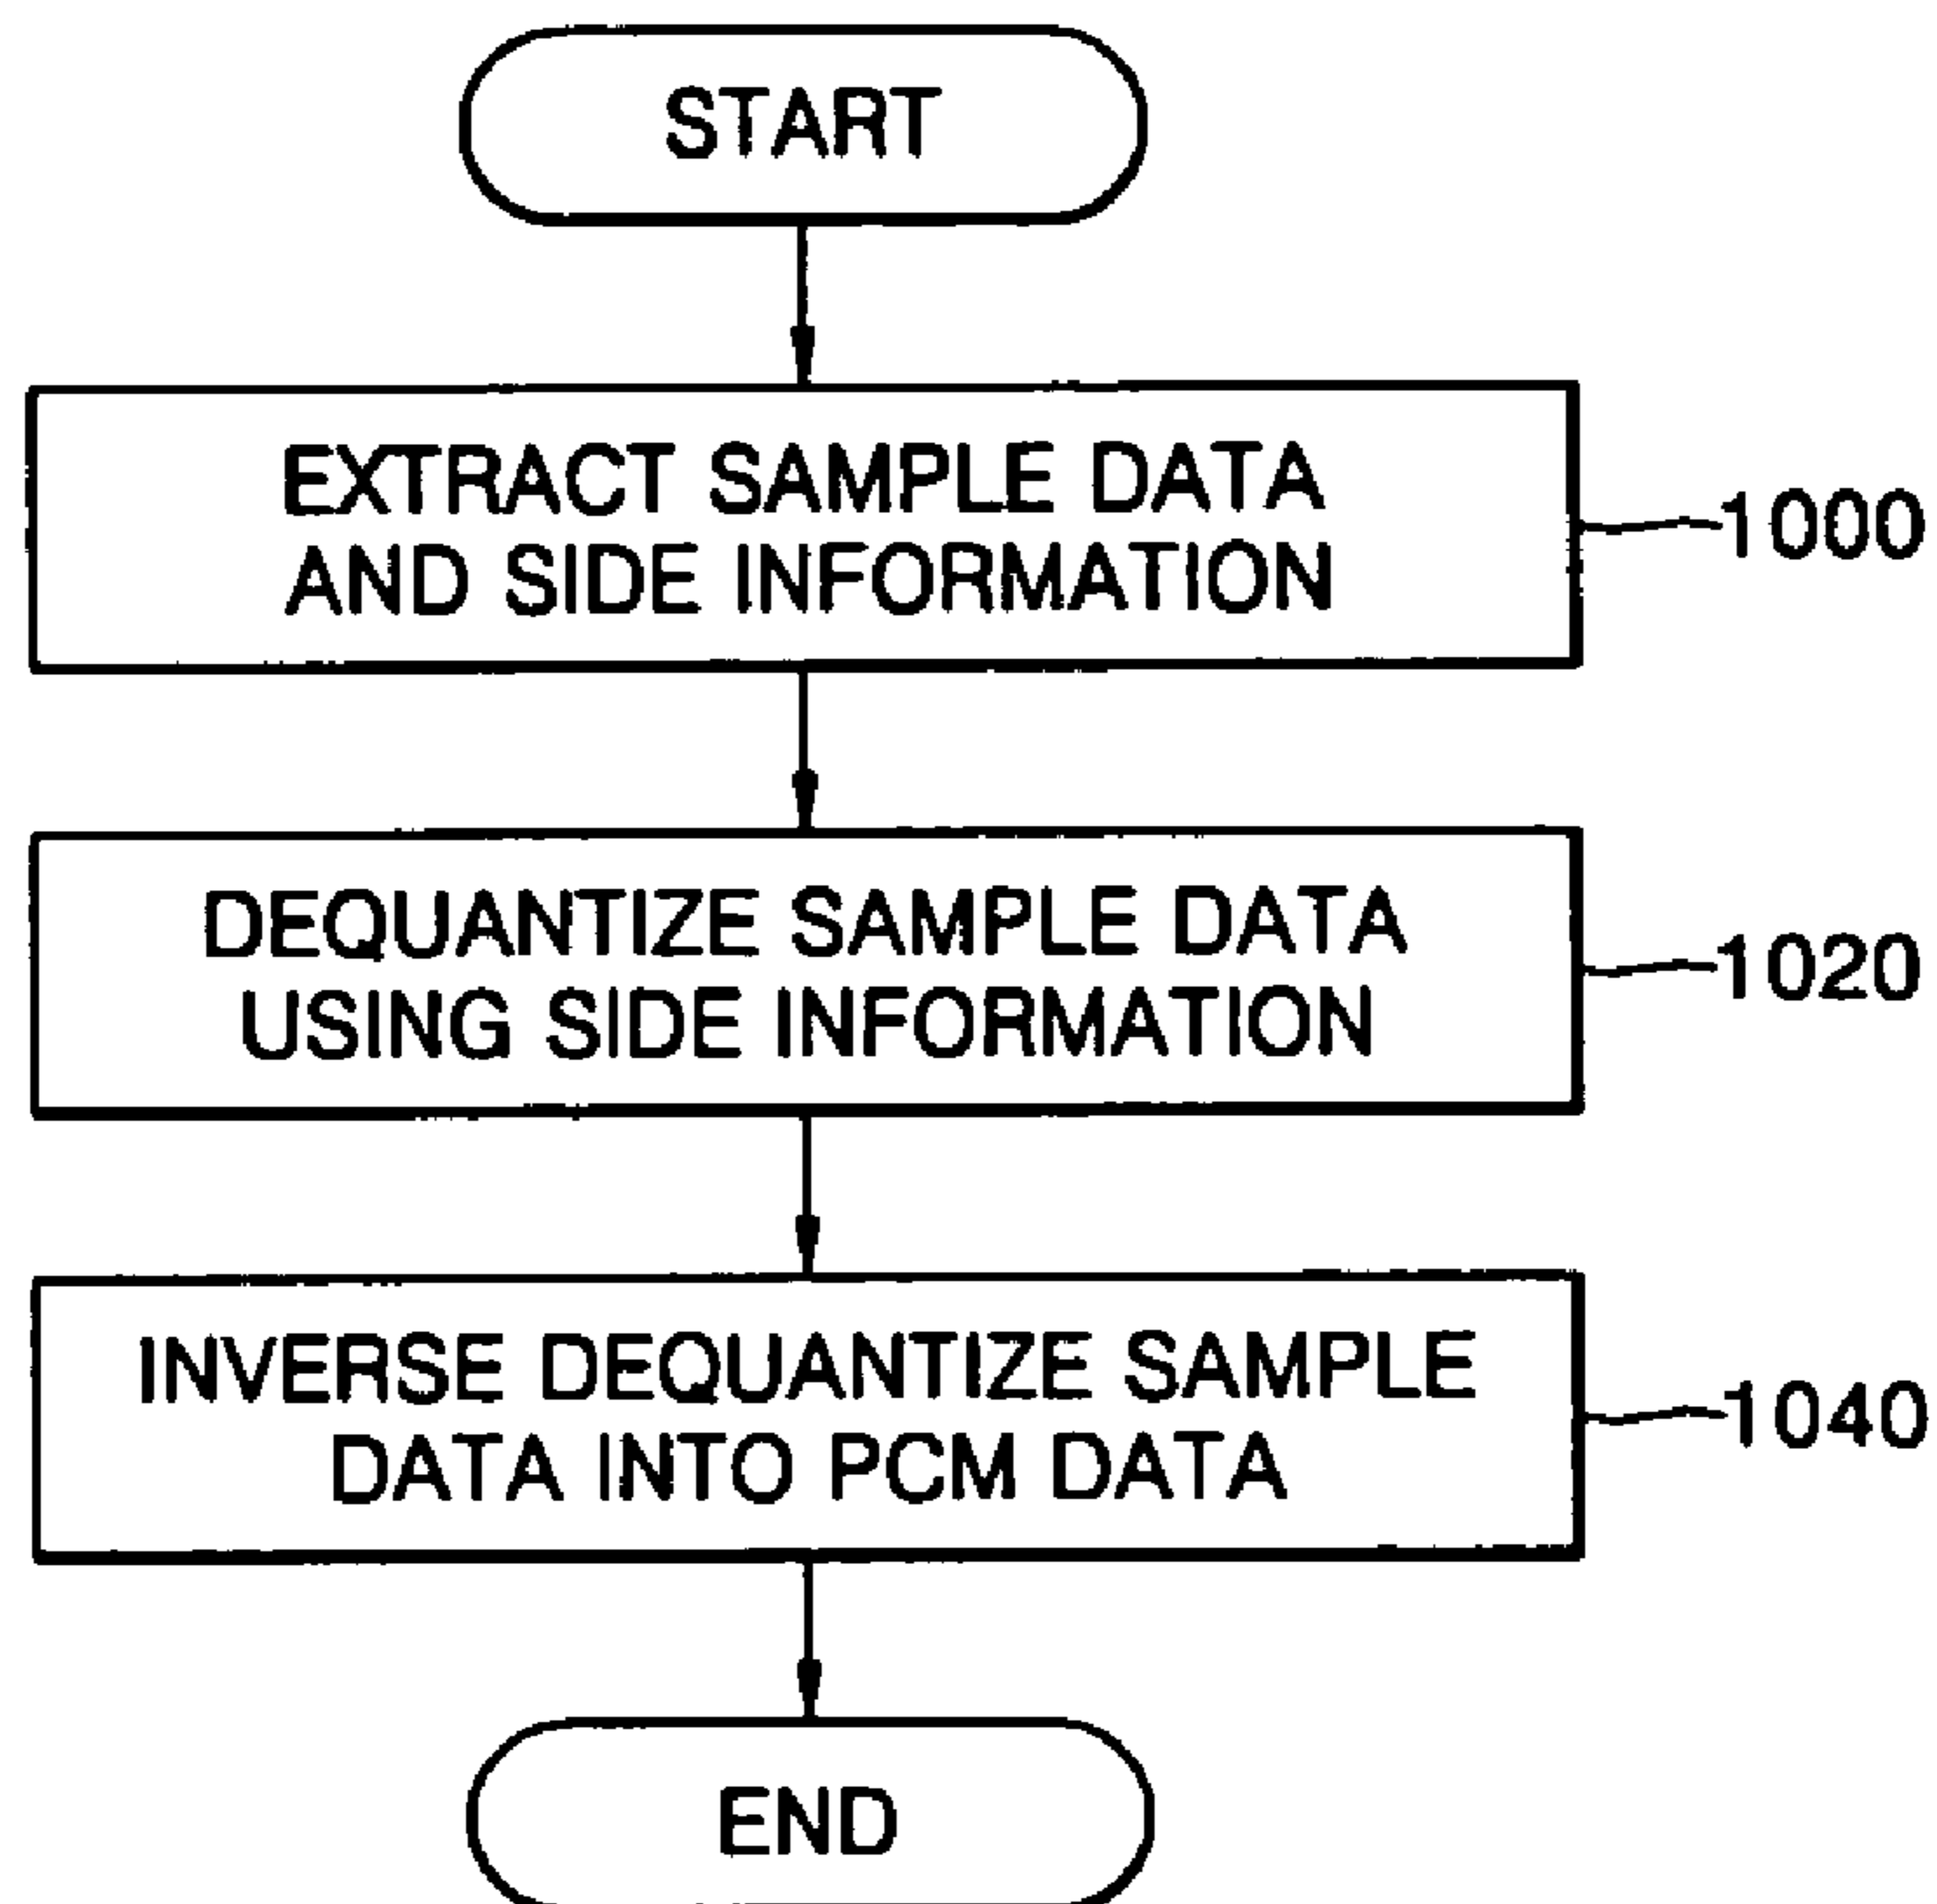 START
EXTRACT SAMPLE DATA
AND SIDE INFORMATION
1000
DEQUANTIZE SAMPLE DATA
USING SIDE INFORMATION
1020
INVERSE DEQUANTIZE SAMPLE
DATA INTO PCM DATA
1040
END